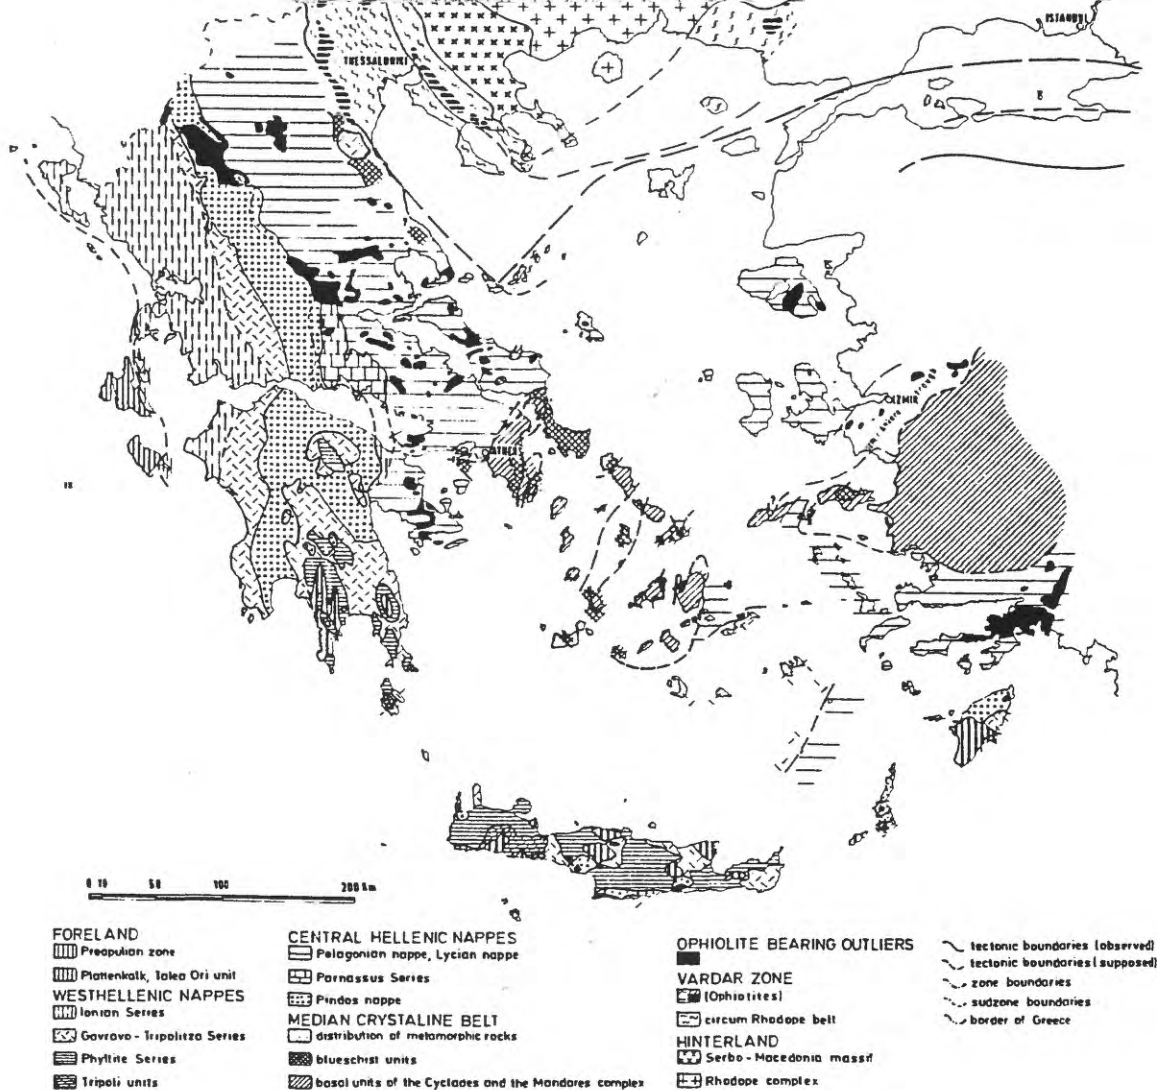 ISTANBUL
THESSALONIKI
IZMIR
0 10 50 100 200 Km
FORELAND
Preapulian zone
Plattenkalk, Talea Ori unit
WESTHELLENIC NAPPES
Ionian Series
Gavrovo - Tripolitza Series
Phyllite Series
Tripali units
CENTRAL HELLENIC NAPPES
Pelagonian nappe, Lycian nappe
Parnassus Series
Pindos nappe
MEDIAN CRYSTALINE BELT
distribution of metamorphic rocks
blueschist units
basal units of the Cyclades and the Mandares complex
OPHIOLITE BEARING OUTLIERS
VARDAR ZONE
(Ophiolites)
circum Rhodope belt
HINTERLAND
Serbo - Macedonia massif
Rhodope complex
tectonic boundaries (observed)
tectonic boundaries (supposed)
zone boundaries
sudzone boundaries
border of Greece